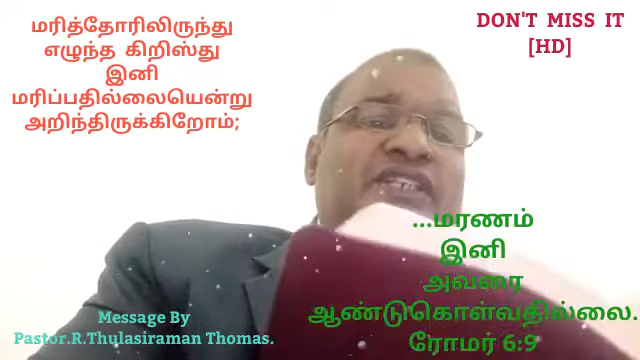 மரித்தோரிலிருந்து
எழுந்த கிறிஸ்து
இனி
மரிப்பதில்லையென்று
அறிந்திருக்கிறோம்;
DON'T MISS IT
[HD]
...மரணம்
இனி
அவரை
ஆண்டுகொள்வதில்லை.
ரோமர் 6:9
Message By
Pastor.R.Thulasiraman Thomas.